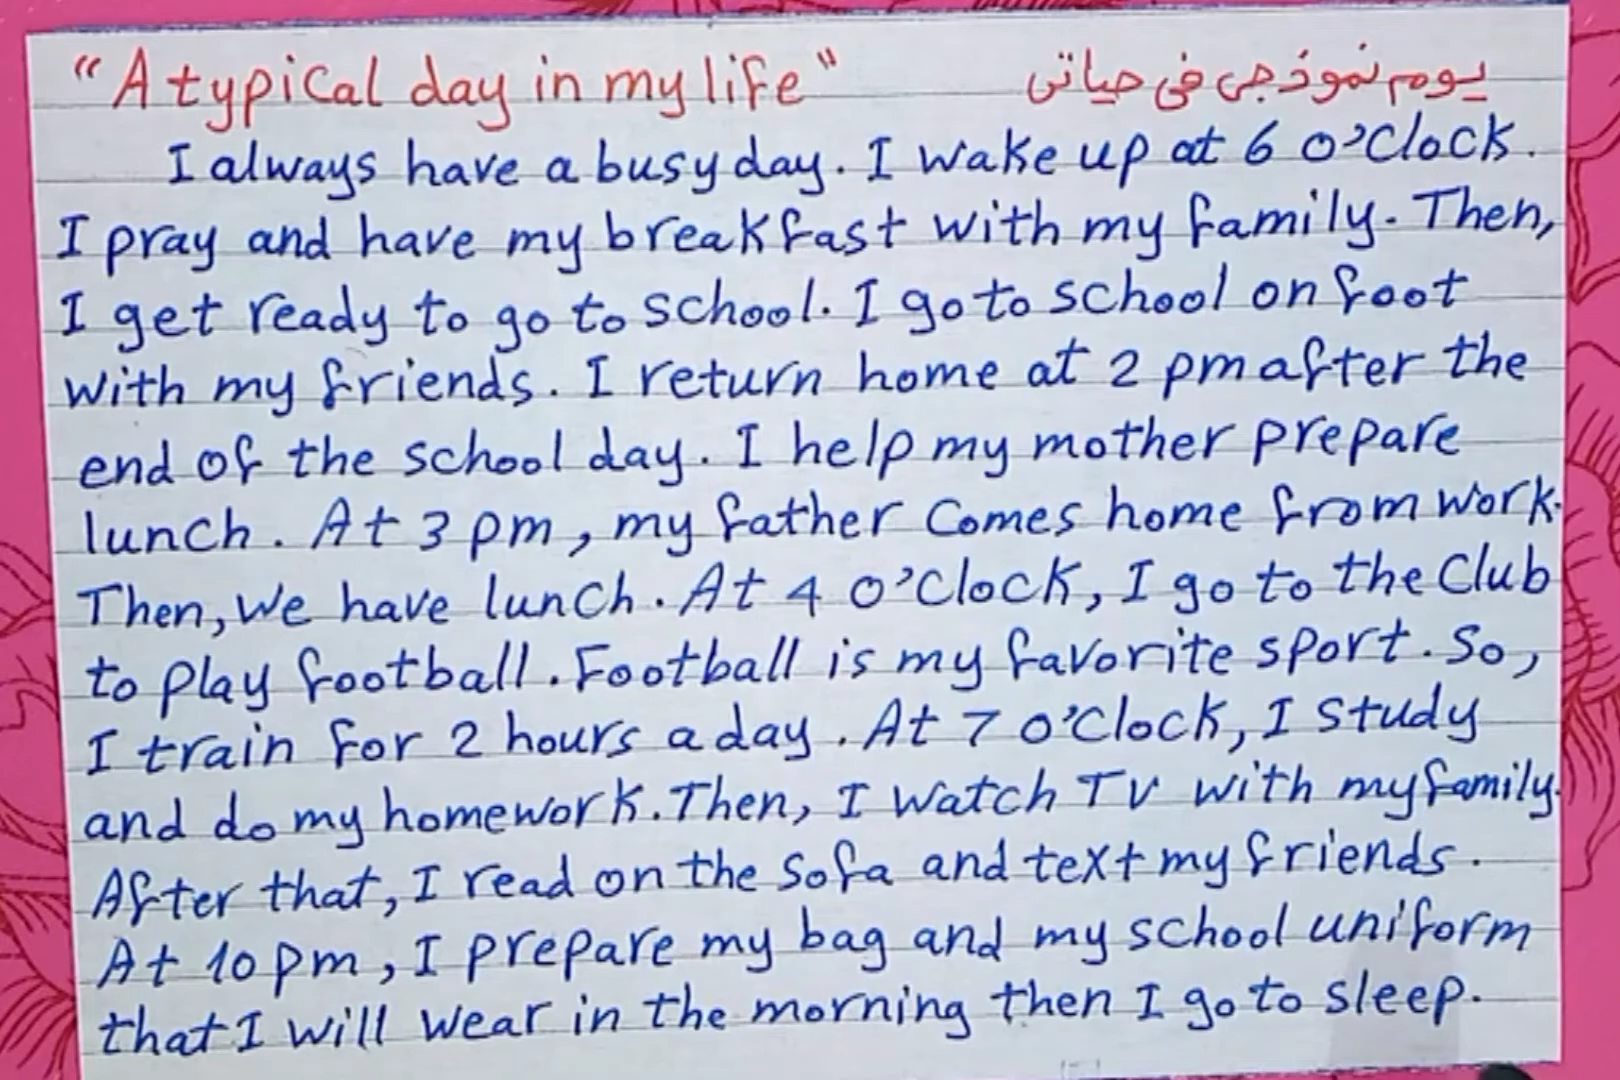 “A typical day in my life” يوم نموذجى فى حياتى
I always have a busy day. I wake up at 6 o'clock.
I pray and have my breakfast with my family. Then,
I get ready to go to school. I go to school on foot
with my friends. I return home at 2 pm after the
end of the school day. I help my mother prepare
lunch. At 3 pm, my father comes home from work.
Then, we have lunch. At 4 o'clock, I go to the club
to play football. Football is my favorite sport. So,
I train for 2 hours a day. At 7 o'clock, I study
and do my homework. Then, I watch TV with my family.
After that, I read on the sofa and text my friends.
At 10 pm, I prepare my bag and my school uniform
that I will wear in the morning then I go to sleep.